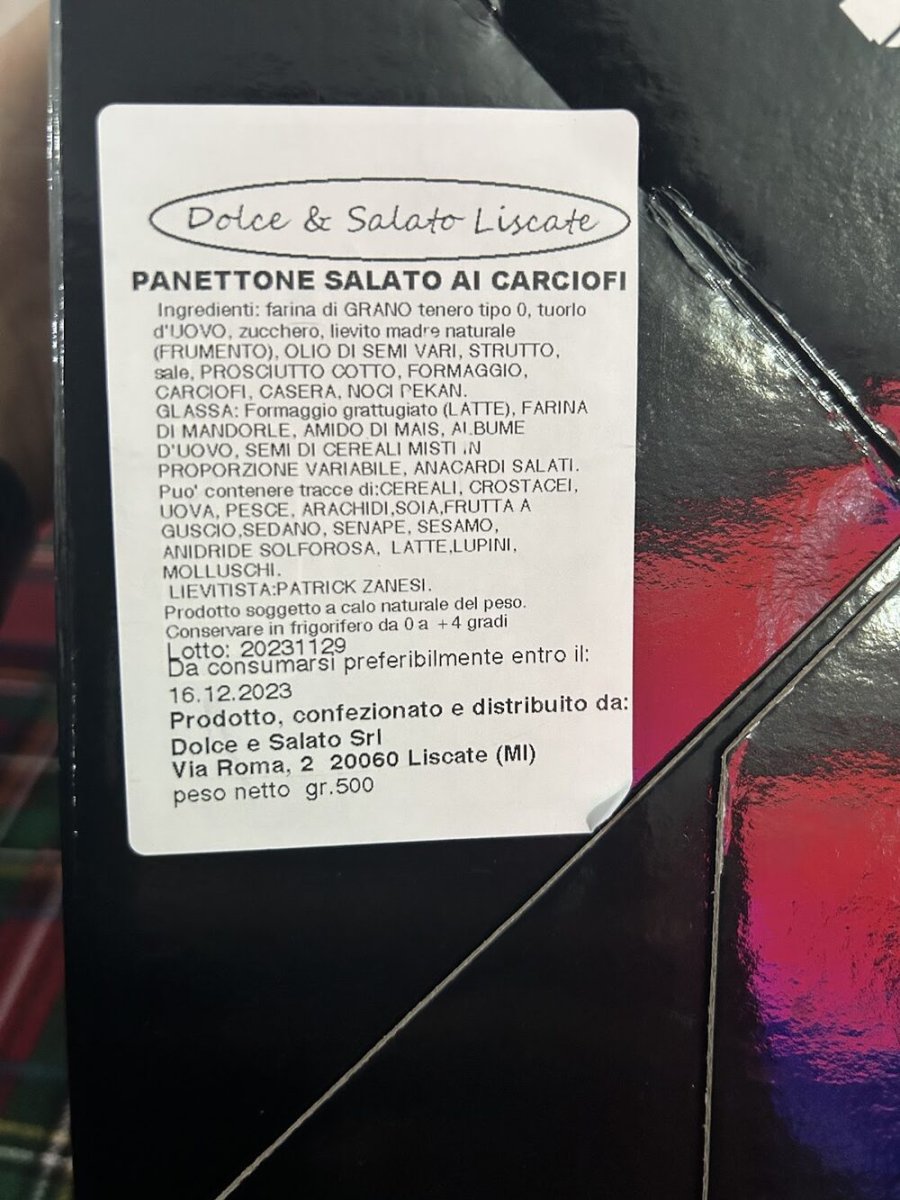 Dolce & Salato Liscate
PANETTONE SALATO AI CARCIOFI
Ingredienti: farina di GRANO tenero tipo 0, tuorlo
d'UOVO, zucchero, lievito madre naturale
(FRUMENTO), OLIO DI SEMI VARI, STRUTTO,
sale, PROSCIUTTO COTTO, FORMAGGIO,
CARCIOFI, CASERA, NOCI PEKAN.
GLASSA: Formaggio grattugiato (LATTE), FARINA
DI MANDORLE, AMIDO DI MAIS, ALBUME
D'UOVO, SEMI DI CEREALI MISTI IN
PROPORZIONE VARIABILE, ANACARDI SALATI.
Puo' contenere tracce di:CEREALI, CROSTACEI,
UOVA, PESCE, ARACHIDI,SOIA,FRUTTA A
GUSCIO,SEDANO, SENAPE, SESAMO,
ANIDRIDE SOLFOROSA, LATTE,LUPINI,
MOLLUSCHI.
LIEVITISTA:PATRICK ZANESI.
Prodotto soggetto a calo naturale del peso.
Conservare in frigorifero da 0 a +4 gradi
Lotto: 20231129
Da consumarsi preferibilmente entro il:
16.12.2023
Prodotto, confezionato e distribuito da:
Dolce e Salato Srl
Via Roma, 2 20060 Liscate (MI)
peso netto gr.500